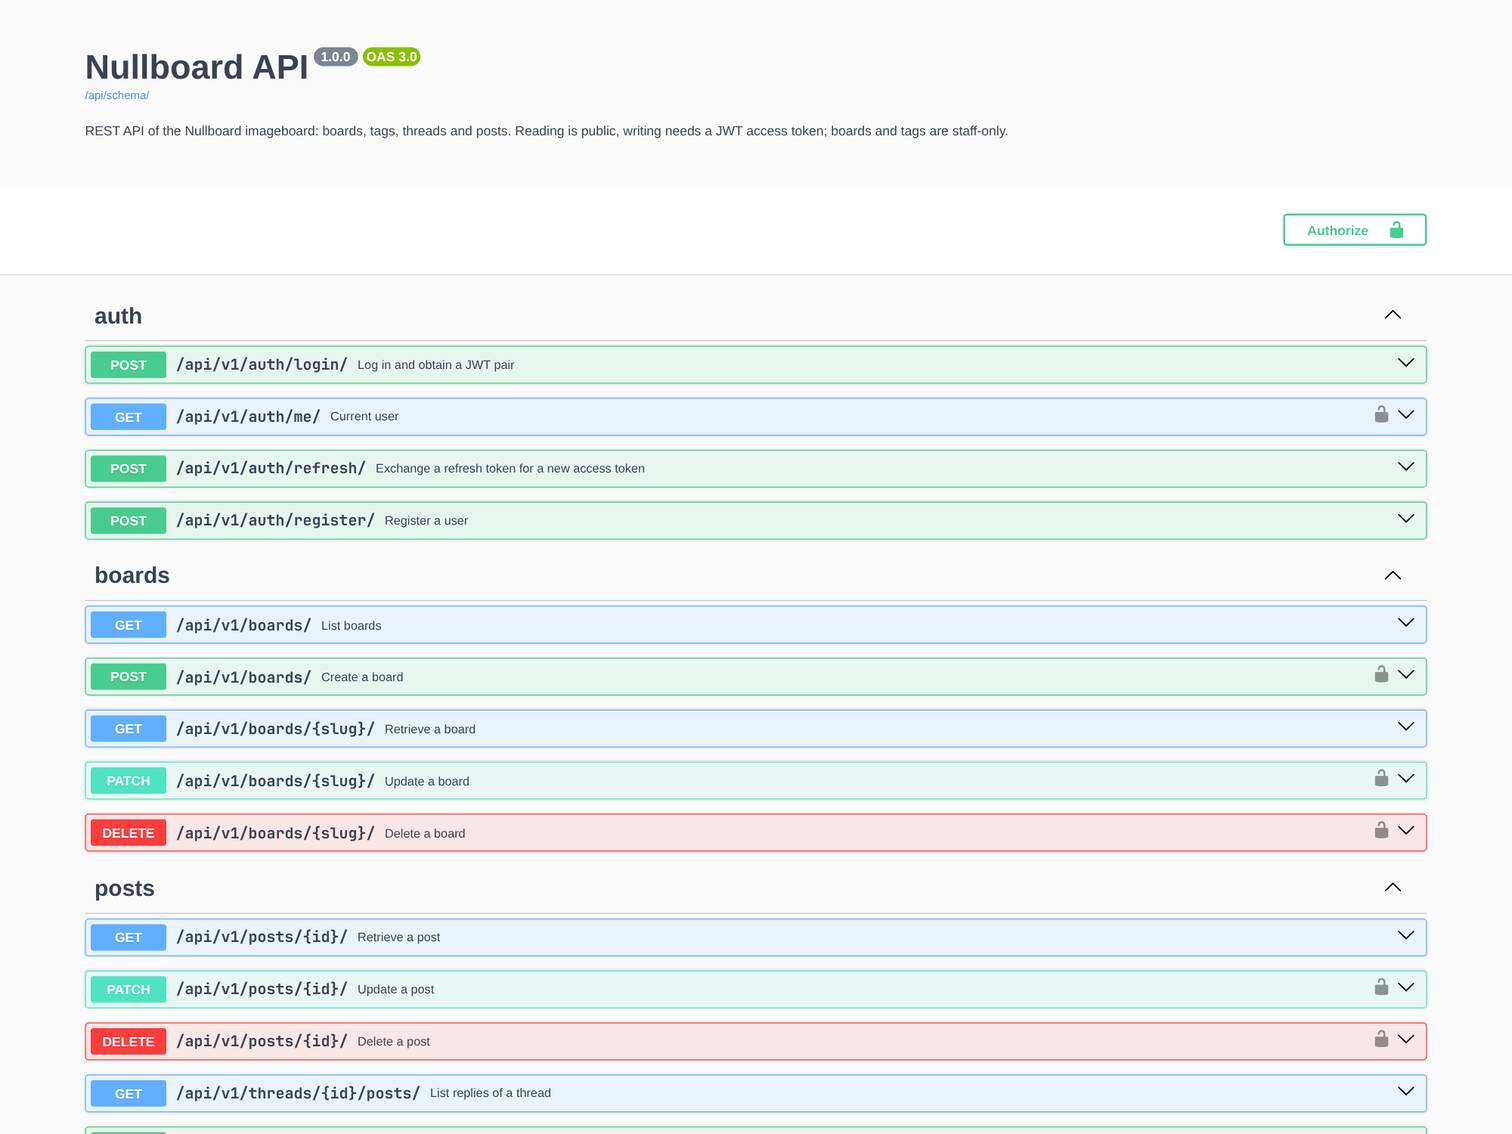 Nullboard API 1.0.0 OAS 3.0
/api/schema/
REST API of the Nullboard imageboard: boards, tags, threads and posts. Reading is public, writing needs a JWT access token; boards and tags are staff-only.
Authorize
auth
POST /api/v1/auth/login/ Log in and obtain a JWT pair
GET /api/v1/auth/me/ Current user
POST /api/v1/auth/refresh/ Exchange a refresh token for a new access token
POST /api/v1/auth/register/ Register a user
boards
GET /api/v1/boards/ List boards
POST /api/v1/boards/ Create a board
GET /api/v1/boards/{slug}/ Retrieve a board
PATCH /api/v1/boards/{slug}/ Update a board
DELETE /api/v1/boards/{slug}/ Delete a board
posts
GET /api/v1/posts/{id}/ Retrieve a post
PATCH /api/v1/posts/{id}/ Update a post
DELETE /api/v1/posts/{id}/ Delete a post
GET /api/v1/threads/{id}/posts/ List replies of a thread